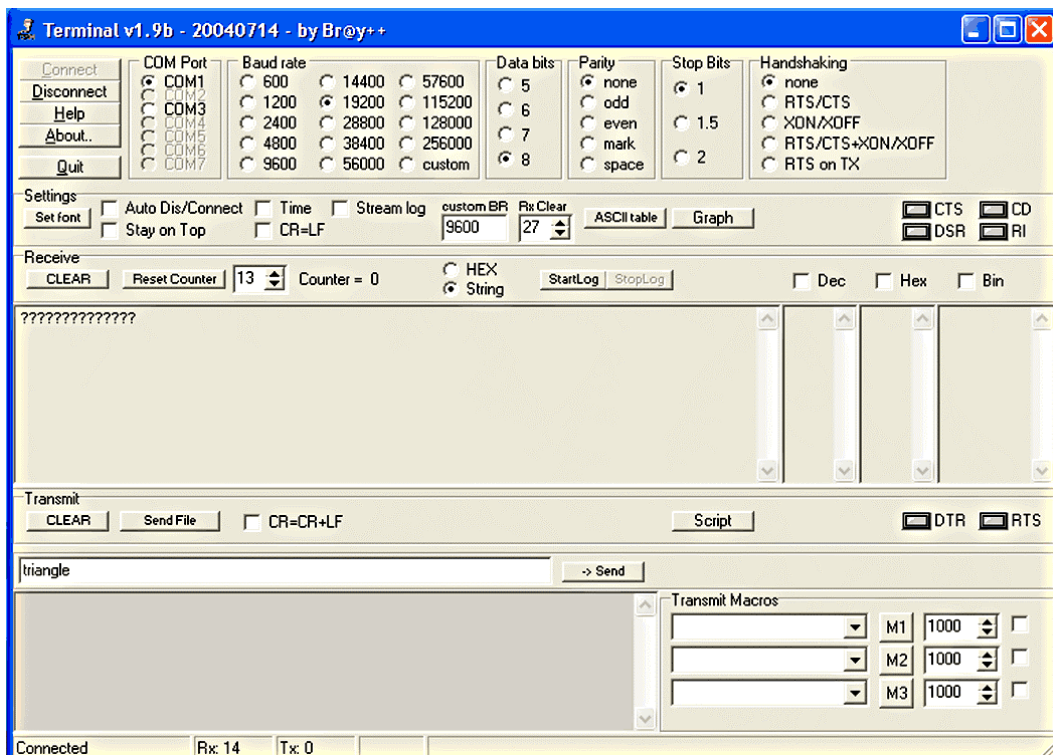 Terminal v1.9b - 20040714 - by Br@y++
Connect
Disconnect
Help
About..
Quit
COM Port
COM1
COM2
COM3
COM4
COM5
COM6
COM7
Baud rate
600 14400 57600
1200 19200 115200
2400 28800 128000
4800 38400 256000
9600 56000 custom
Data bits
5
6
7
8
Parity
none
odd
even
mark
space
Stop Bits
1
1.5
2
Handshaking
none
RTS/CTS
XON/XOFF
RTS/CTS+XON/XOFF
RTS on TX
Settings
Set font
Auto Dis/Connect Time Stream log
Stay on Top CR=LF
custom BR
9600
Rx Clear
27
ASCII table Graph
CTS CD
DSR RI
Receive
CLEAR Reset Counter 13 Counter = 0
HEX
String
StartLog StopLog
Dec Hex Bin
??????????????
Transmit
CLEAR Send File CR=CR+LF Script DTR RTS
triangle -> Send
Transmit Macros
M1 1000
M2 1000
M3 1000
Connected Rx: 14 Tx: 0